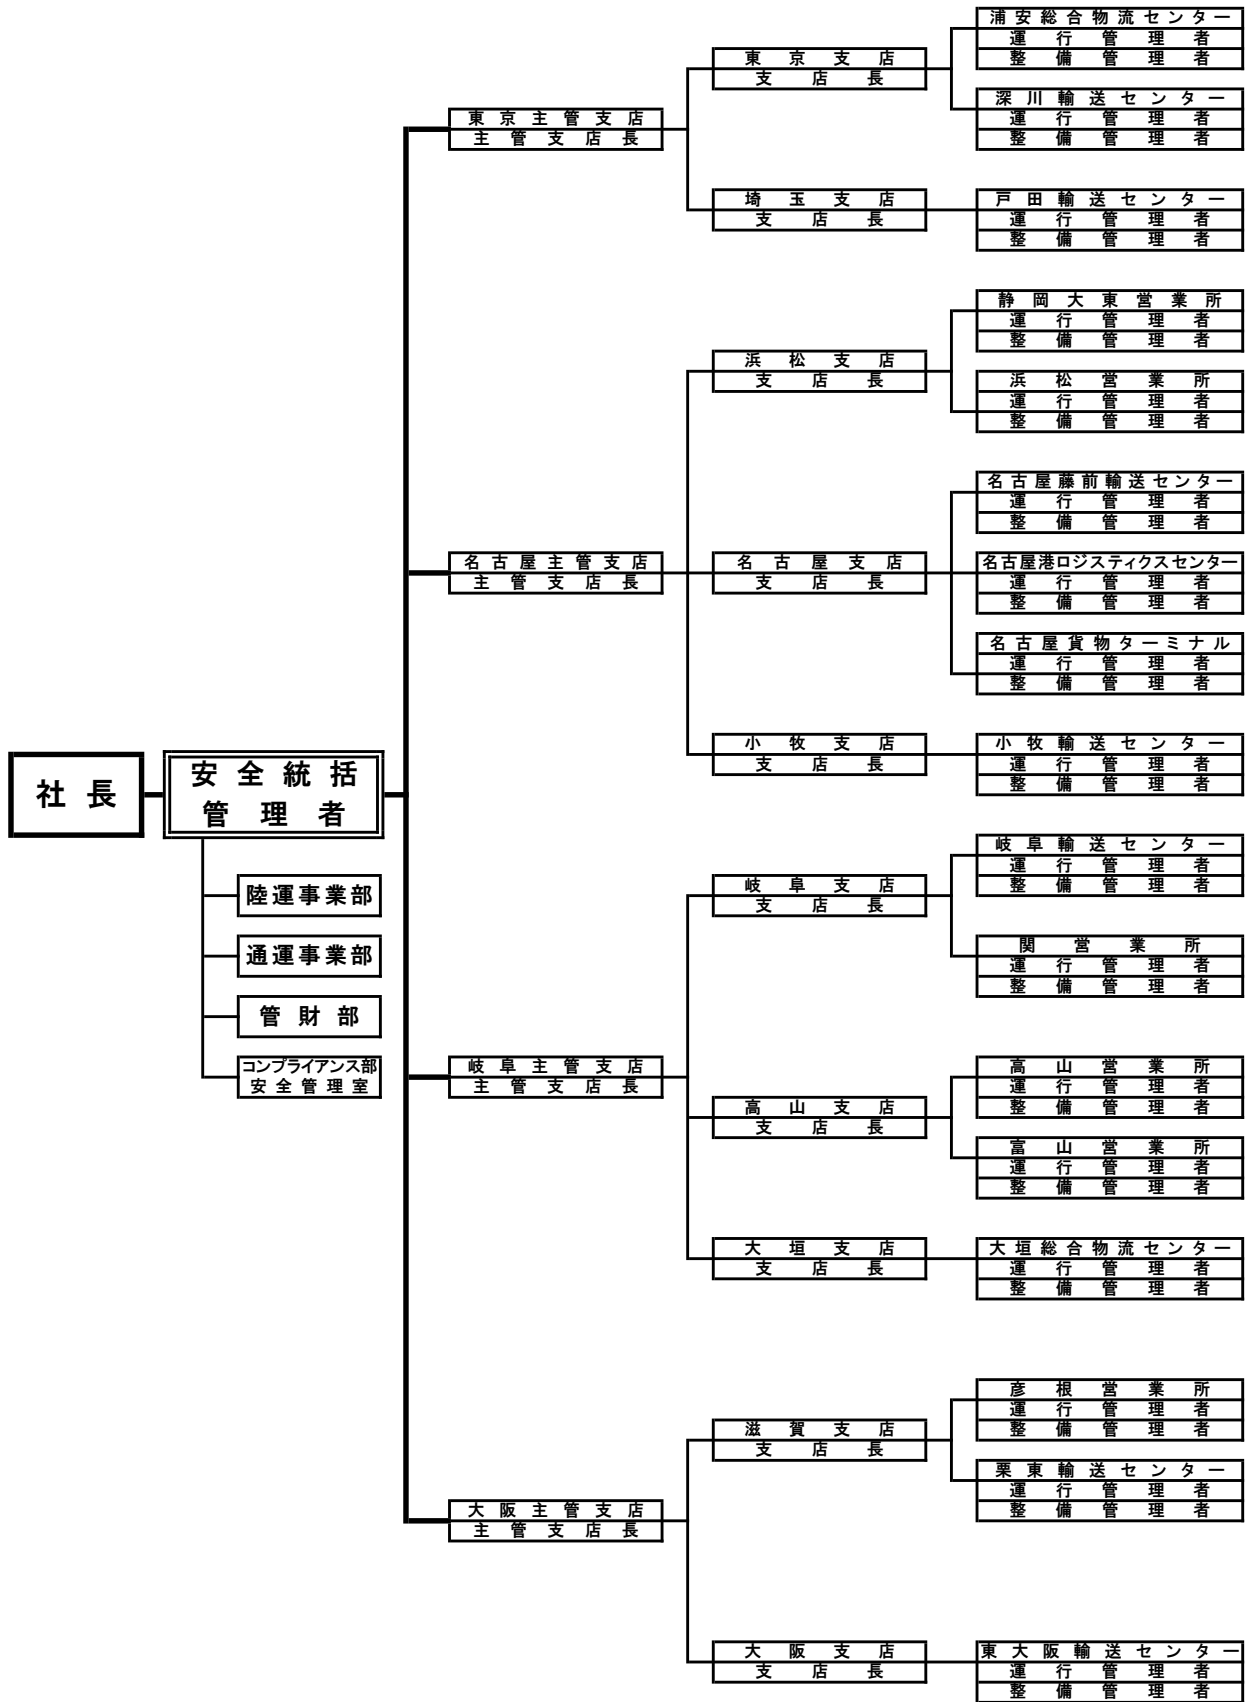 社長
安全統括
管理者
陸運事業部
通運事業部
管財部
コンプライアンス部
安全管理室
東京主管支店
主管支店長
東京支店
支店長
浦安総合物流センター
運行管理者
整備管理者
深川輸送センター
運行管理者
整備管理者
埼玉支店
支店長
戸田輸送センター
運行管理者
整備管理者
名古屋主管支店
主管支店長
浜松支店
支店長
静岡大東営業所
運行管理者
整備管理者
浜松営業所
運行管理者
整備管理者
名古屋支店
支店長
名古屋藤前輸送センター
運行管理者
整備管理者
名古屋港ロジスティクスセンター
運行管理者
整備管理者
名古屋貨物ターミナル
運行管理者
整備管理者
小牧支店
支店長
小牧輸送センター
運行管理者
整備管理者
岐阜主管支店
主管支店長
岐阜支店
支店長
岐阜輸送センター
運行管理者
整備管理者
関営業所
運行管理者
整備管理者
高山支店
支店長
高山営業所
運行管理者
整備管理者
富山営業所
運行管理者
整備管理者
大垣支店
支店長
大垣総合物流センター
運行管理者
整備管理者
大阪主管支店
主管支店長
滋賀支店
支店長
彦根営業所
運行管理者
整備管理者
栗東輸送センター
運行管理者
整備管理者
大阪支店
支店長
東大阪輸送センター
運行管理者
整備管理者